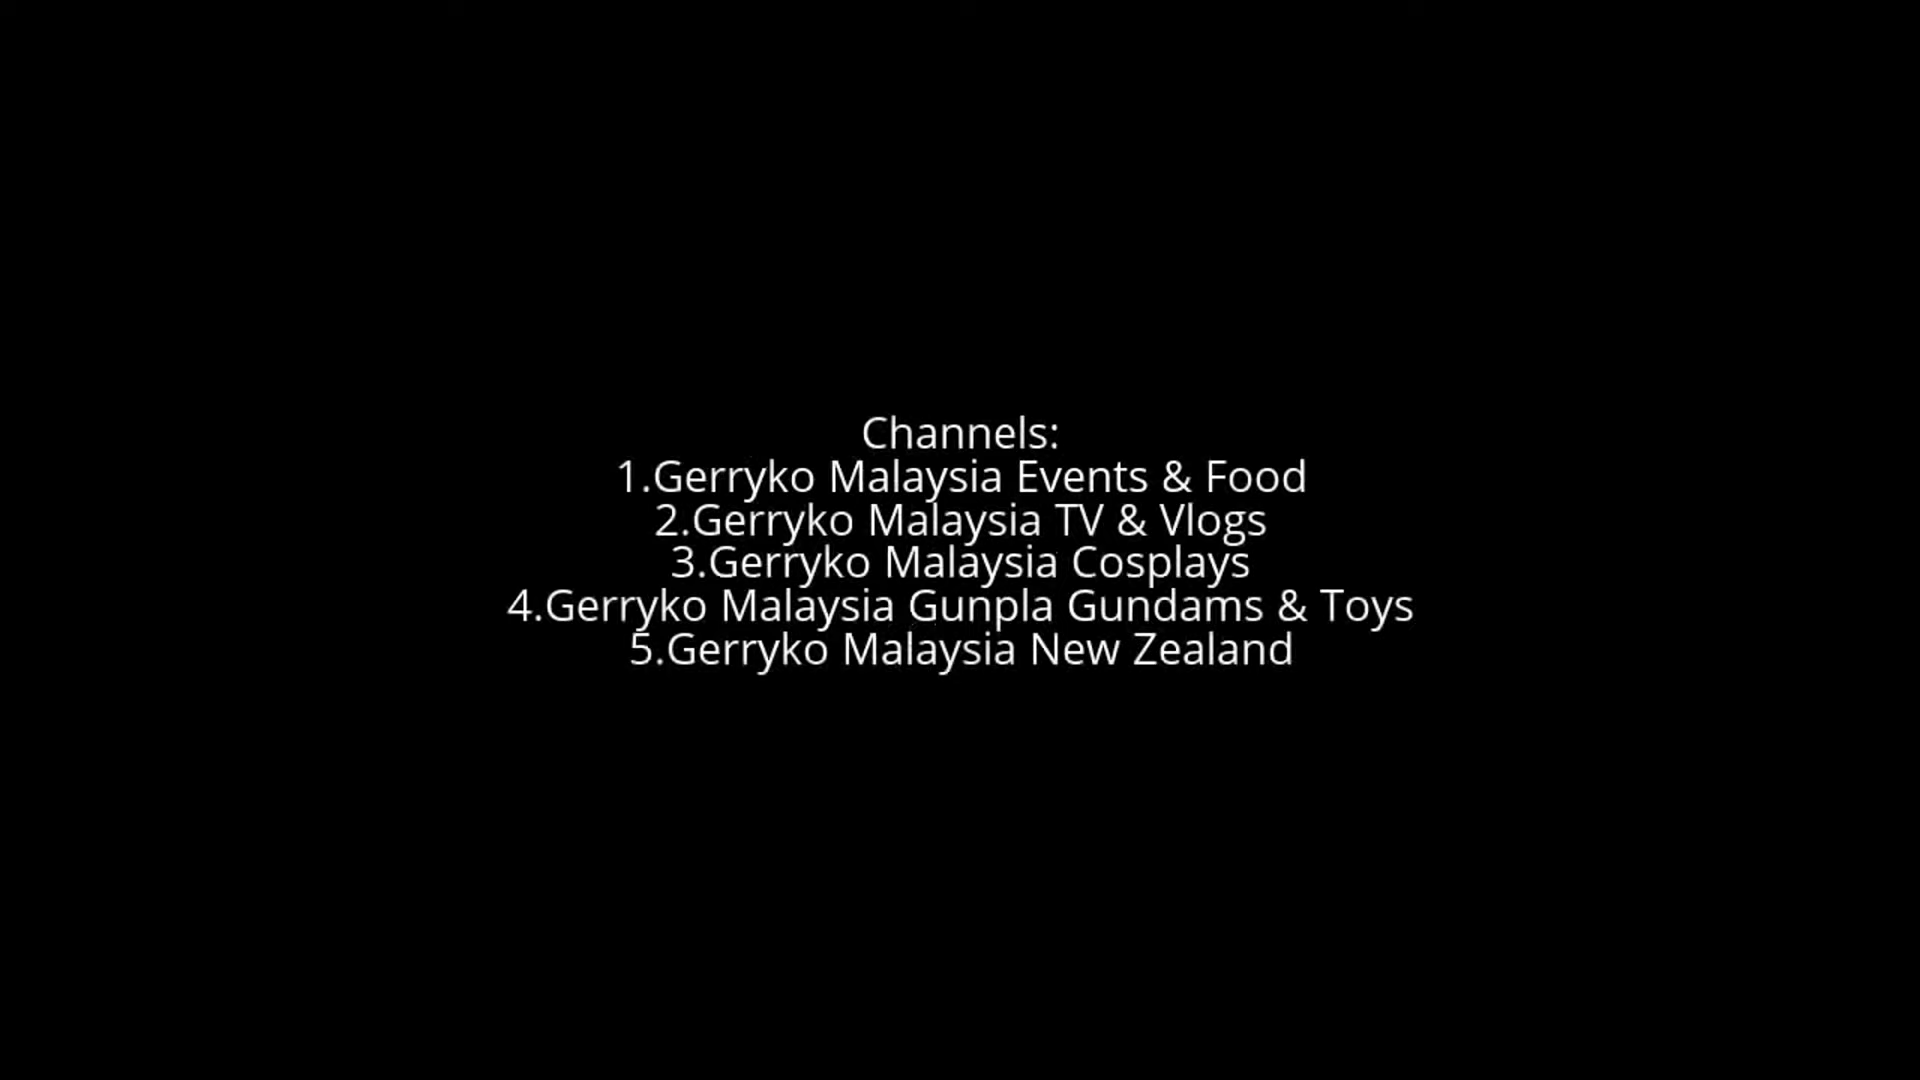 Channels:
1.Gerryko Malaysia Events & Food
2.Gerryko Malaysia TV & Vlogs
3.Gerryko Malaysia Cosplays
4.Gerryko Malaysia Gunpla Gundams & Toys
5.Gerryko Malaysia New Zealand